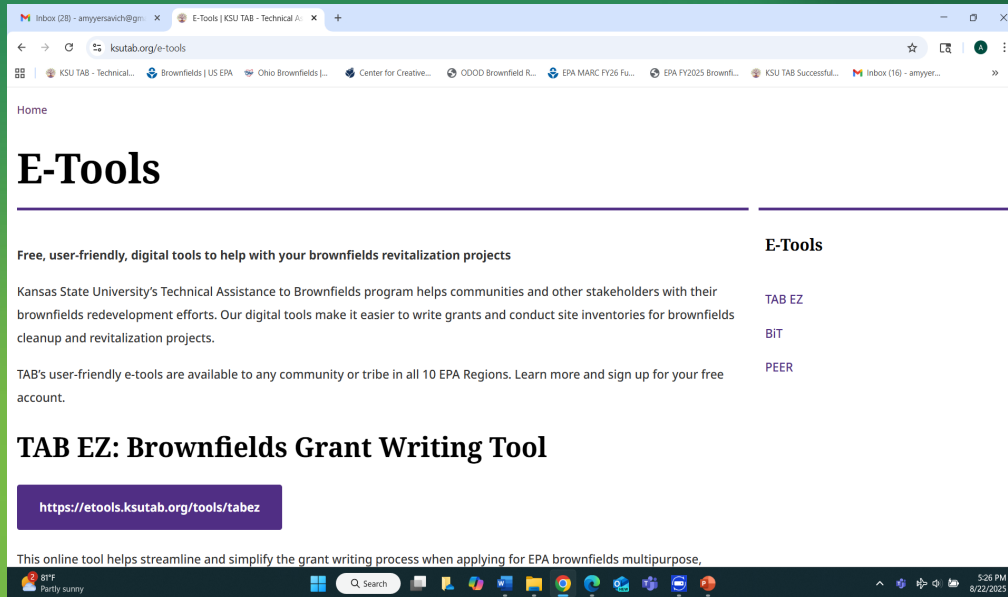 Inbox (28) - amyyersavich@gm
E-Tools | KSU TAB - Technical A
ksutab.org/e-tools
A
KSU TAB - Technical...
Brownfields | US EPA
Ohio Brownfields |...
Center for Creative...
ODOD Brownfield R...
EPA MARC FY26 Fu...
EPA FY2025 Brownfi...
KSU TAB Successful...
Inbox (16) - amyyer...
Home
E-Tools
Free, user-friendly, digital tools to help with your brownfields revitalization projects
Kansas State University's Technical Assistance to Brownfields program helps communities and other stakeholders with their
brownfields redevelopment efforts. Our digital tools make it easier to write grants and conduct site inventories for brownfields
cleanup and revitalization projects.
TAB's user-friendly e-tools are available to any community or tribe in all 10 EPA Regions. Learn more and sign up for your free
account.
TAB EZ: Brownfields Grant Writing Tool
https://etools.ksutab.org/tools/tabez
This online tool helps streamline and simplify the grant writing process when applying for EPA brownfields multipurpose,
E-Tools
TAB EZ
BiT
PEER
2
81°F
Partly sunny
Search
5:26 PM
8/22/2025